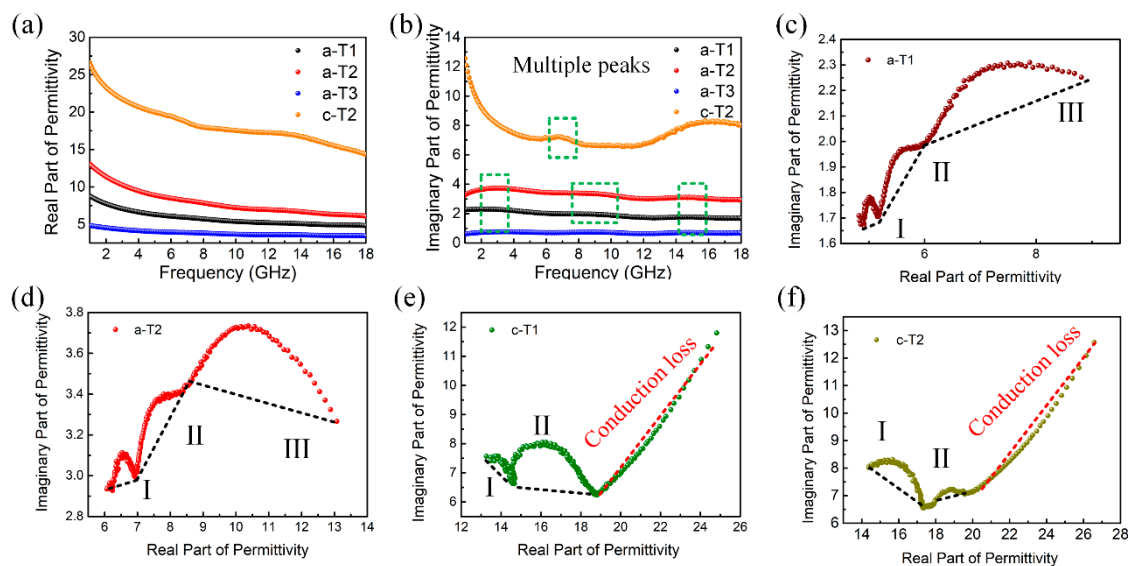 (a)
Real Part of Permittivity
30
25
20
15
10
5
a-T1
a-T2
a-T3
c-T2
2 4 6 8 10 12 14 16 18
Frequency (GHz)
(b)
Imaginary Part of Permittivity
14
12
10
8
6
4
2
0
Multiple peaks
a-T1
a-T2
a-T3
c-T2
2 4 6 8 10 12 14 16 18
Frequency (GHz)
(c)
Imaginary Part of Permittivity
2.4
2.3
2.2
2.1
2.0
1.9
1.8
1.7
1.6
a-T1
I
II
III
6 8
Real Part of Permittivity
(d)
Imaginary Part of Permittivity
3.8
3.6
3.4
3.2
3.0
2.8
a-T2
I
II
III
6 7 8 9 10 11 12 13 14
Real Part of Permittivity
(e)
Imaginary Part of Permittivity
12
11
10
9
8
7
6
c-T1
I
II
Conduction loss
12 14 16 18 20 22 24 26
Real Part of Permittivity
(f)
Imaginary Part of Permittivity
13
12
11
10
9
8
7
6
c-T2
I
II
Conduction loss
14 16 18 20 22 24 26 28
Real Part of Permittivity